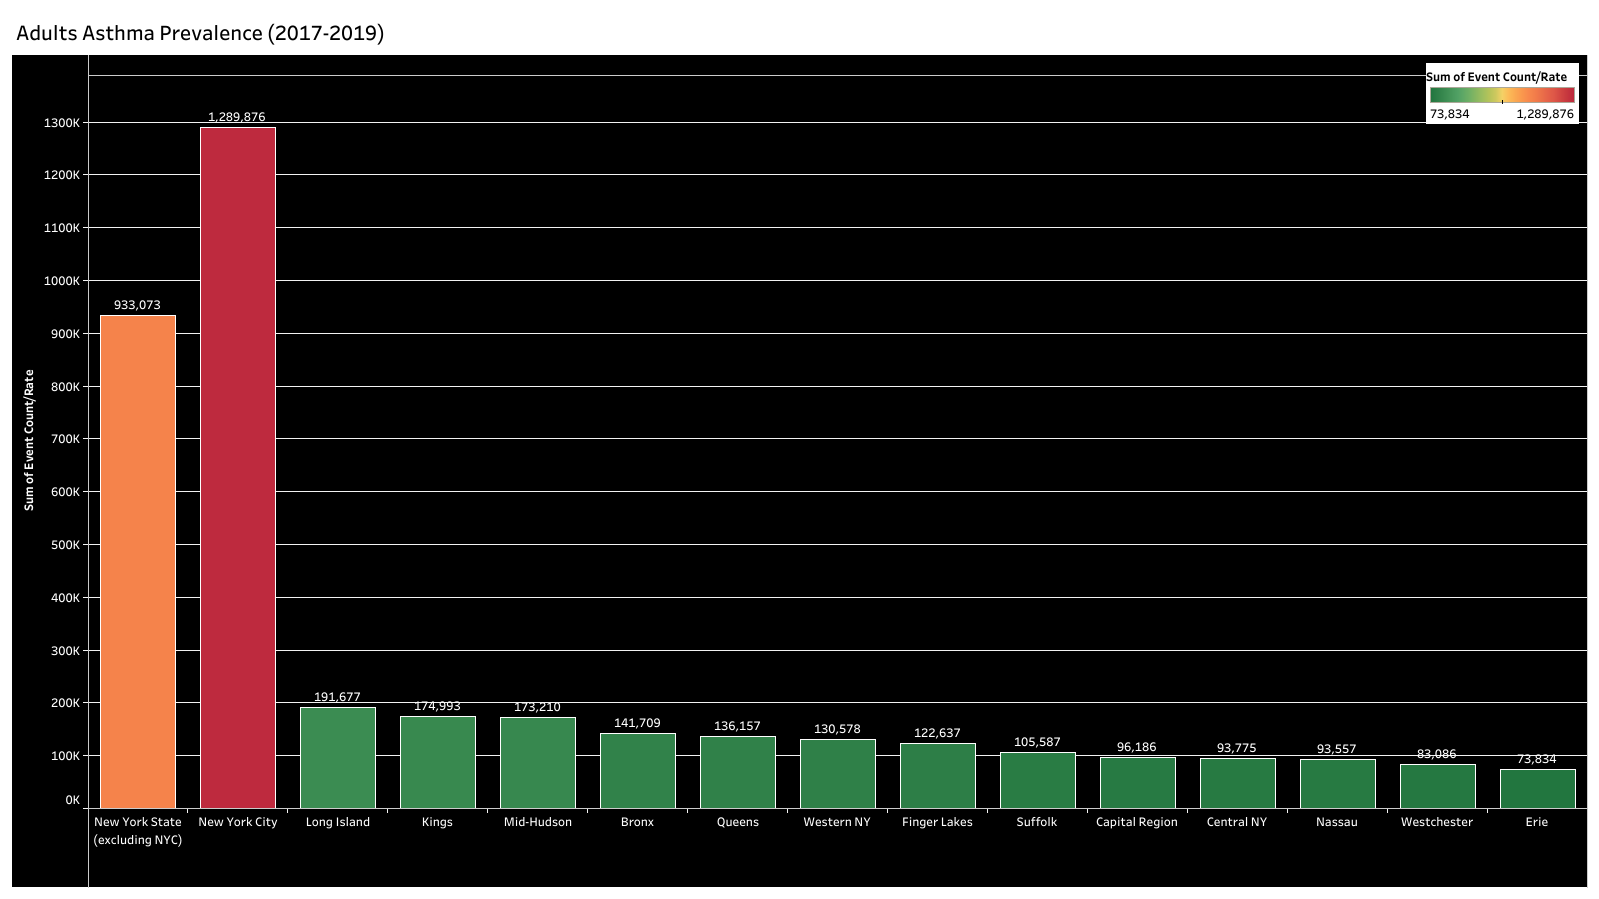 Adults Asthma Prevalence (2017-2019)
Sum of Event Count/Rate
73,834 1,289,876
Sum of Event Count/Rate
1300K
1200K
1100K
1000K
900K
800K
700K
600K
500K
400K
300K
200K
100K
0K
933,073
1,289,876
191,677
174,993
173,210
141,709
136,157
130,578
122,637
105,587
96,186
93,775
93,557
83,086
73,834
New York State
(excluding NYC)
New York City
Long Island
Kings
Mid-Hudson
Bronx
Queens
Western NY
Finger Lakes
Suffolk
Capital Region
Central NY
Nassau
Westchester
Erie